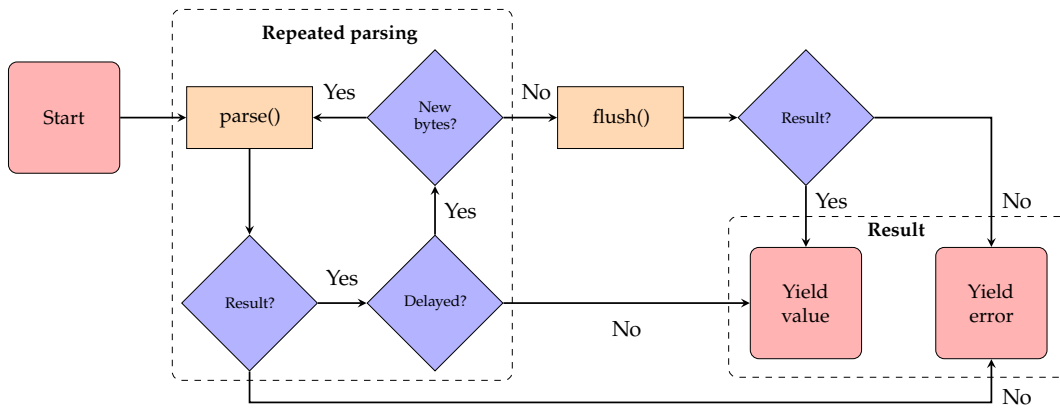 Repeated parsing
Start
parse()
Yes
New
bytes?
No
flush()
Result?
Yes
Yes
No
Result
Result?
Yes
Delayed?
No
Yield
value
Yield
error
No